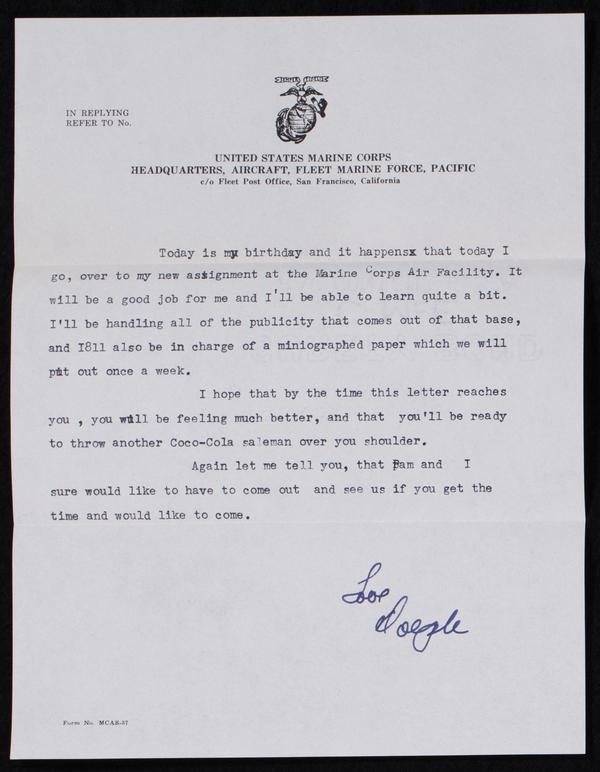 IN REPLYING
REFER TO No.
UNITED STATES MARINE CORPS
HEADQUARTERS, AIRCRAFT, FLEET MARINE FORCE, PACIFIC
c/o Fleet Post Office, San Francisco, California
Today is my birthday and it happensx that today I
go, over to my new assignment at the Marine Corps Air Facility. It
will be a good job for me and I'll be able to learn quite a bit.
I'll be handling all of the publicity that comes out of that base,
and I8ll also be in charge of a miniographed paper which we will
put out once a week.
I hope that by the time this letter reaches
you , you will be feeling much better, and that you'll be ready
to throw another Coco-Cola saleman over you shoulder.
Again let me tell you, that Pam and I
sure would like to have to come out and see us if you get the
time and would like to come.
Love
Form No. MCAE-37